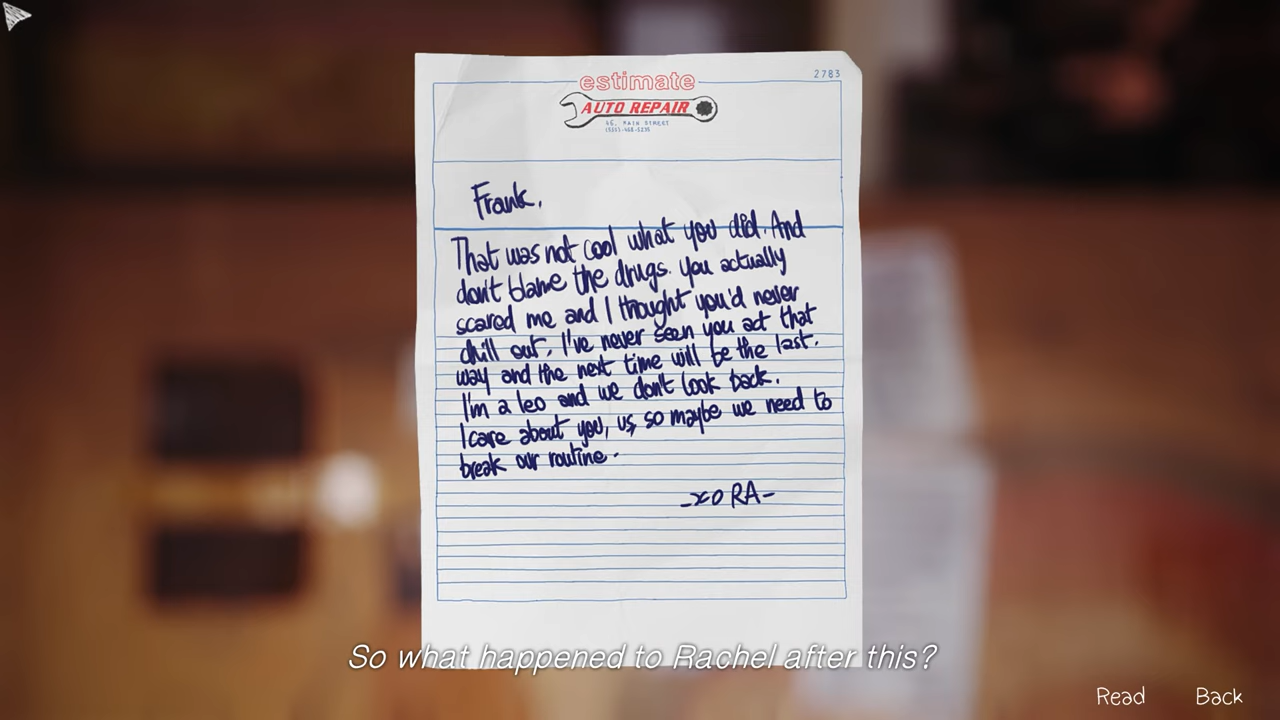 estimate
2783
AUTO REPAIR
Frank,
That was not cool what you did. And
don't blame the drugs. You actually
scared me and I thought you'd never
chill out. I've never seen you act that
way and the next time will be the last.
I'm a leo and we don't look back.
I care about you, us, so maybe we need to
break our routine.
-xo RA-
So what happened to Rachel after this?
Read Back